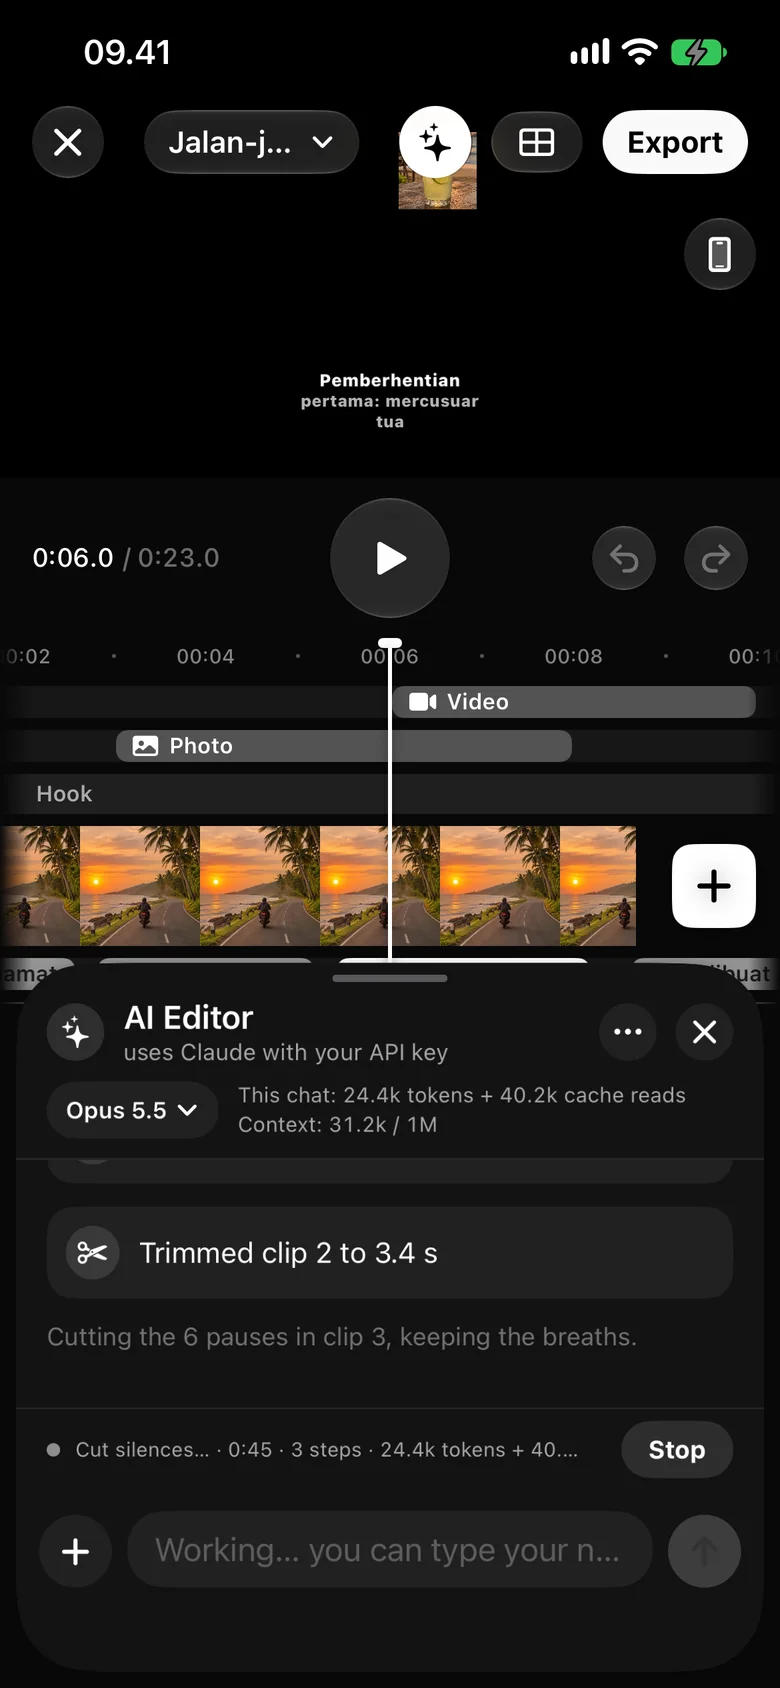 09.41
Jalan-j...
Export
Pemberhentian
pertama: mercusuar
tua
0:06.0 / 0:23.0
0:02 · 00:04 · 00:06 · 00:08 · 00:1
Video
Photo
Hook
amat
ibuat
AI Editor
uses Claude with your API key
Opus 5.5
This chat: 24.4k tokens + 40.2k cache reads
Context: 31.2k / 1M
Trimmed clip 2 to 3.4 s
Cutting the 6 pauses in clip 3, keeping the breaths.
Cut silences... · 0:45 · 3 steps · 24.4k tokens + 40....
Stop
Working... you can type your n...